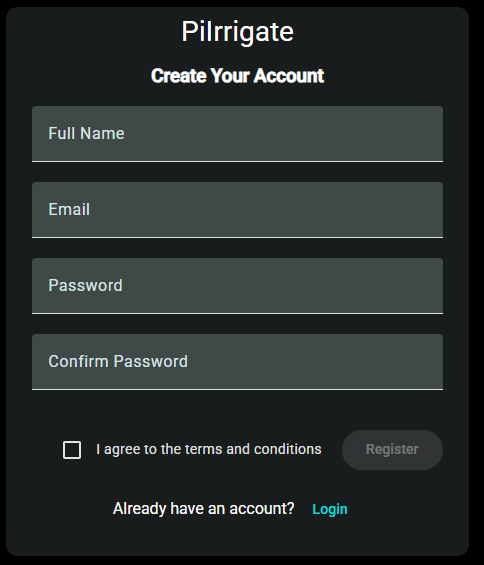 PiIrrigate
Create Your Account
Full Name
Email
Password
Confirm Password
I agree to the terms and conditions Register
Already have an account? Login